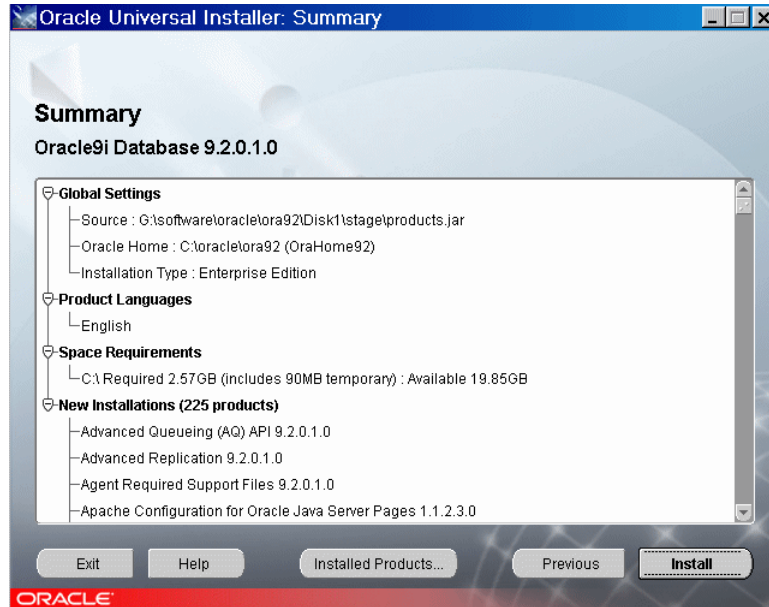 Oracle Universal Installer: Summary
Summary
Oracle9i Database 9.2.0.1.0
Global Settings
Source : G:\software\oracle\ora92\Disk1\stage\products.jar
Oracle Home : C:\oracle\ora92 (OraHome92)
Installation Type : Enterprise Edition
Product Languages
English
Space Requirements
C:\ Required 2.57GB (includes 90MB temporary) : Available 19.85GB
New Installations (225 products)
Advanced Queueing (AQ) API 9.2.0.1.0
Advanced Replication 9.2.0.1.0
Agent Required Support Files 9.2.0.1.0
Apache Configuration for Oracle Java Server Pages 1.1.2.3.0
Exit Help Installed Products... Previous Install
ORACLE